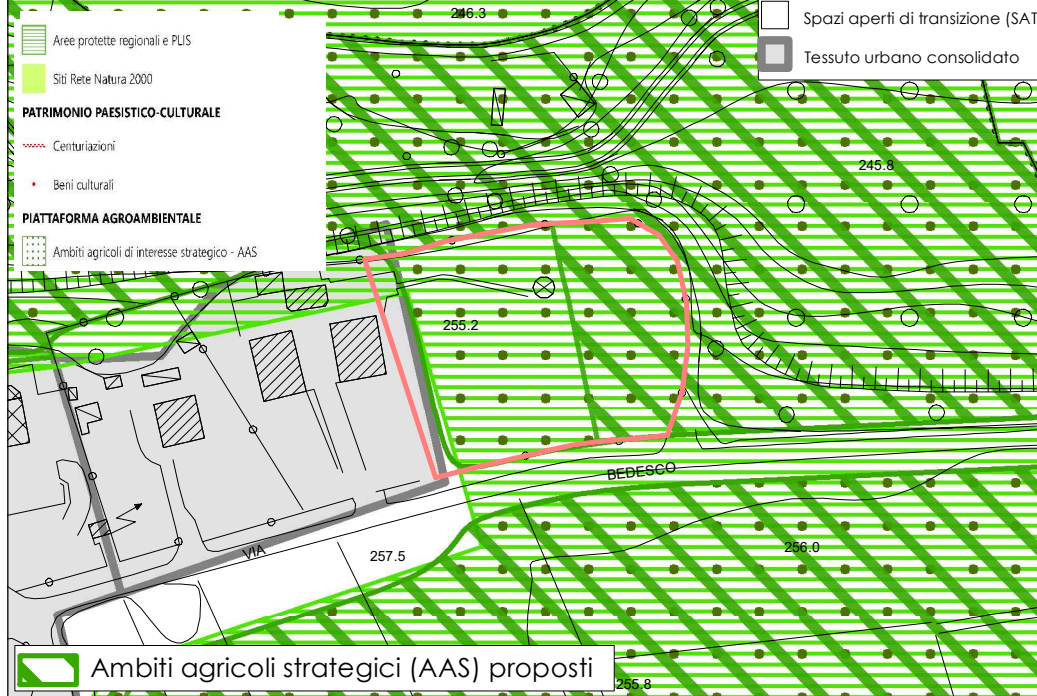 246.3
Aree protette regionali e PLIS
Siti Rete Natura 2000
PATRIMONIO PAESISTICO-CULTURALE
Centuriazioni
Beni culturali
PIATTAFORMA AGROAMBIENTALE
Ambiti agricoli di interesse strategico - AAS
Spazi aperti di transizione (SAT
Tessuto urbano consolidato
245.8
255.2
BEDESCO
VIA
257.5
256.0
Ambiti agricoli strategici (AAS) proposti
255.8